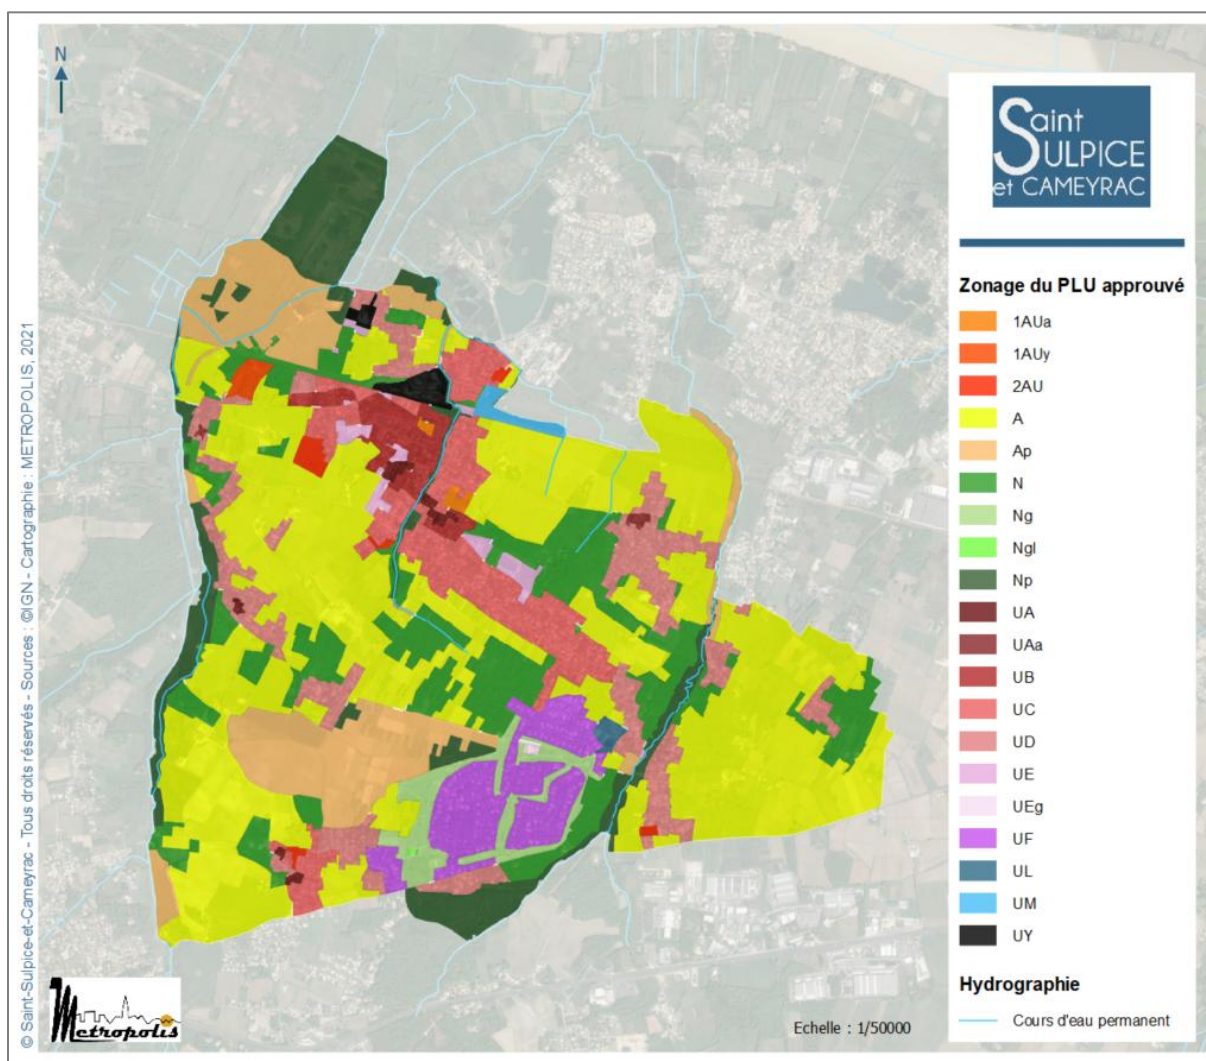 N
Saint
SULPICE
et CAMEYRAC
Zonage du PLU approuvé
1AUa
1AUy
2AU
A
Ap
N
Ng
Ngl
Np
UA
UAa
UB
UC
UD
UE
UEg
UF
UL
UM
UY
Hydrographie
Cours d'eau permanent
Echelle : 1/50000
Metropolis
© Saint-Sulpice-et-Cameyrac - Tous droits réservés - Sources : ©IGN - Cartographie : METROPOLIS, 2021